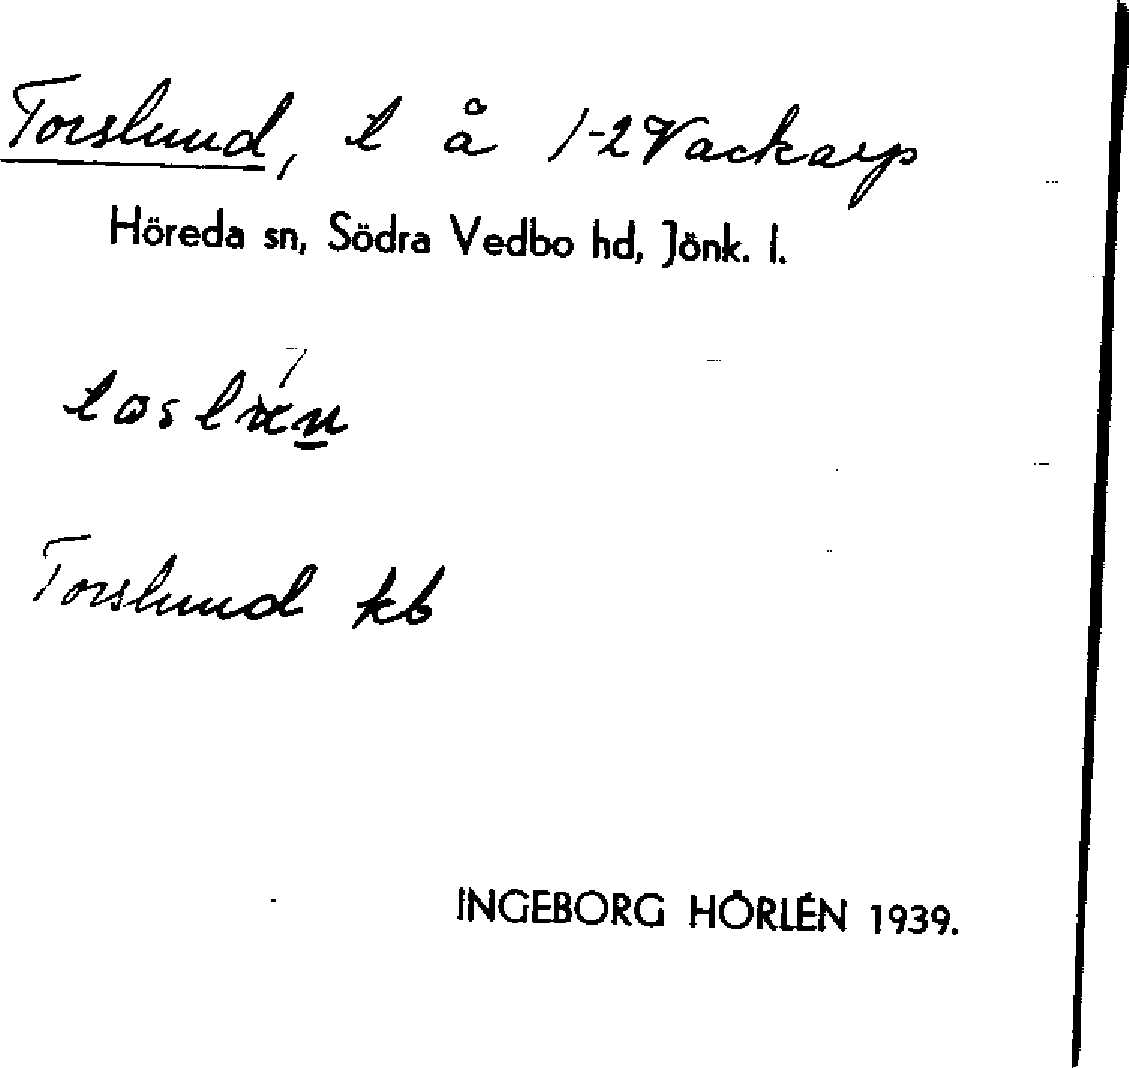 Torslund, l å 1-2 Vackarp
Höreda sn, Södra Vedbo hd, Jönk. l.
Torslund kb
INGEBORG HÖRLÉN 1939.